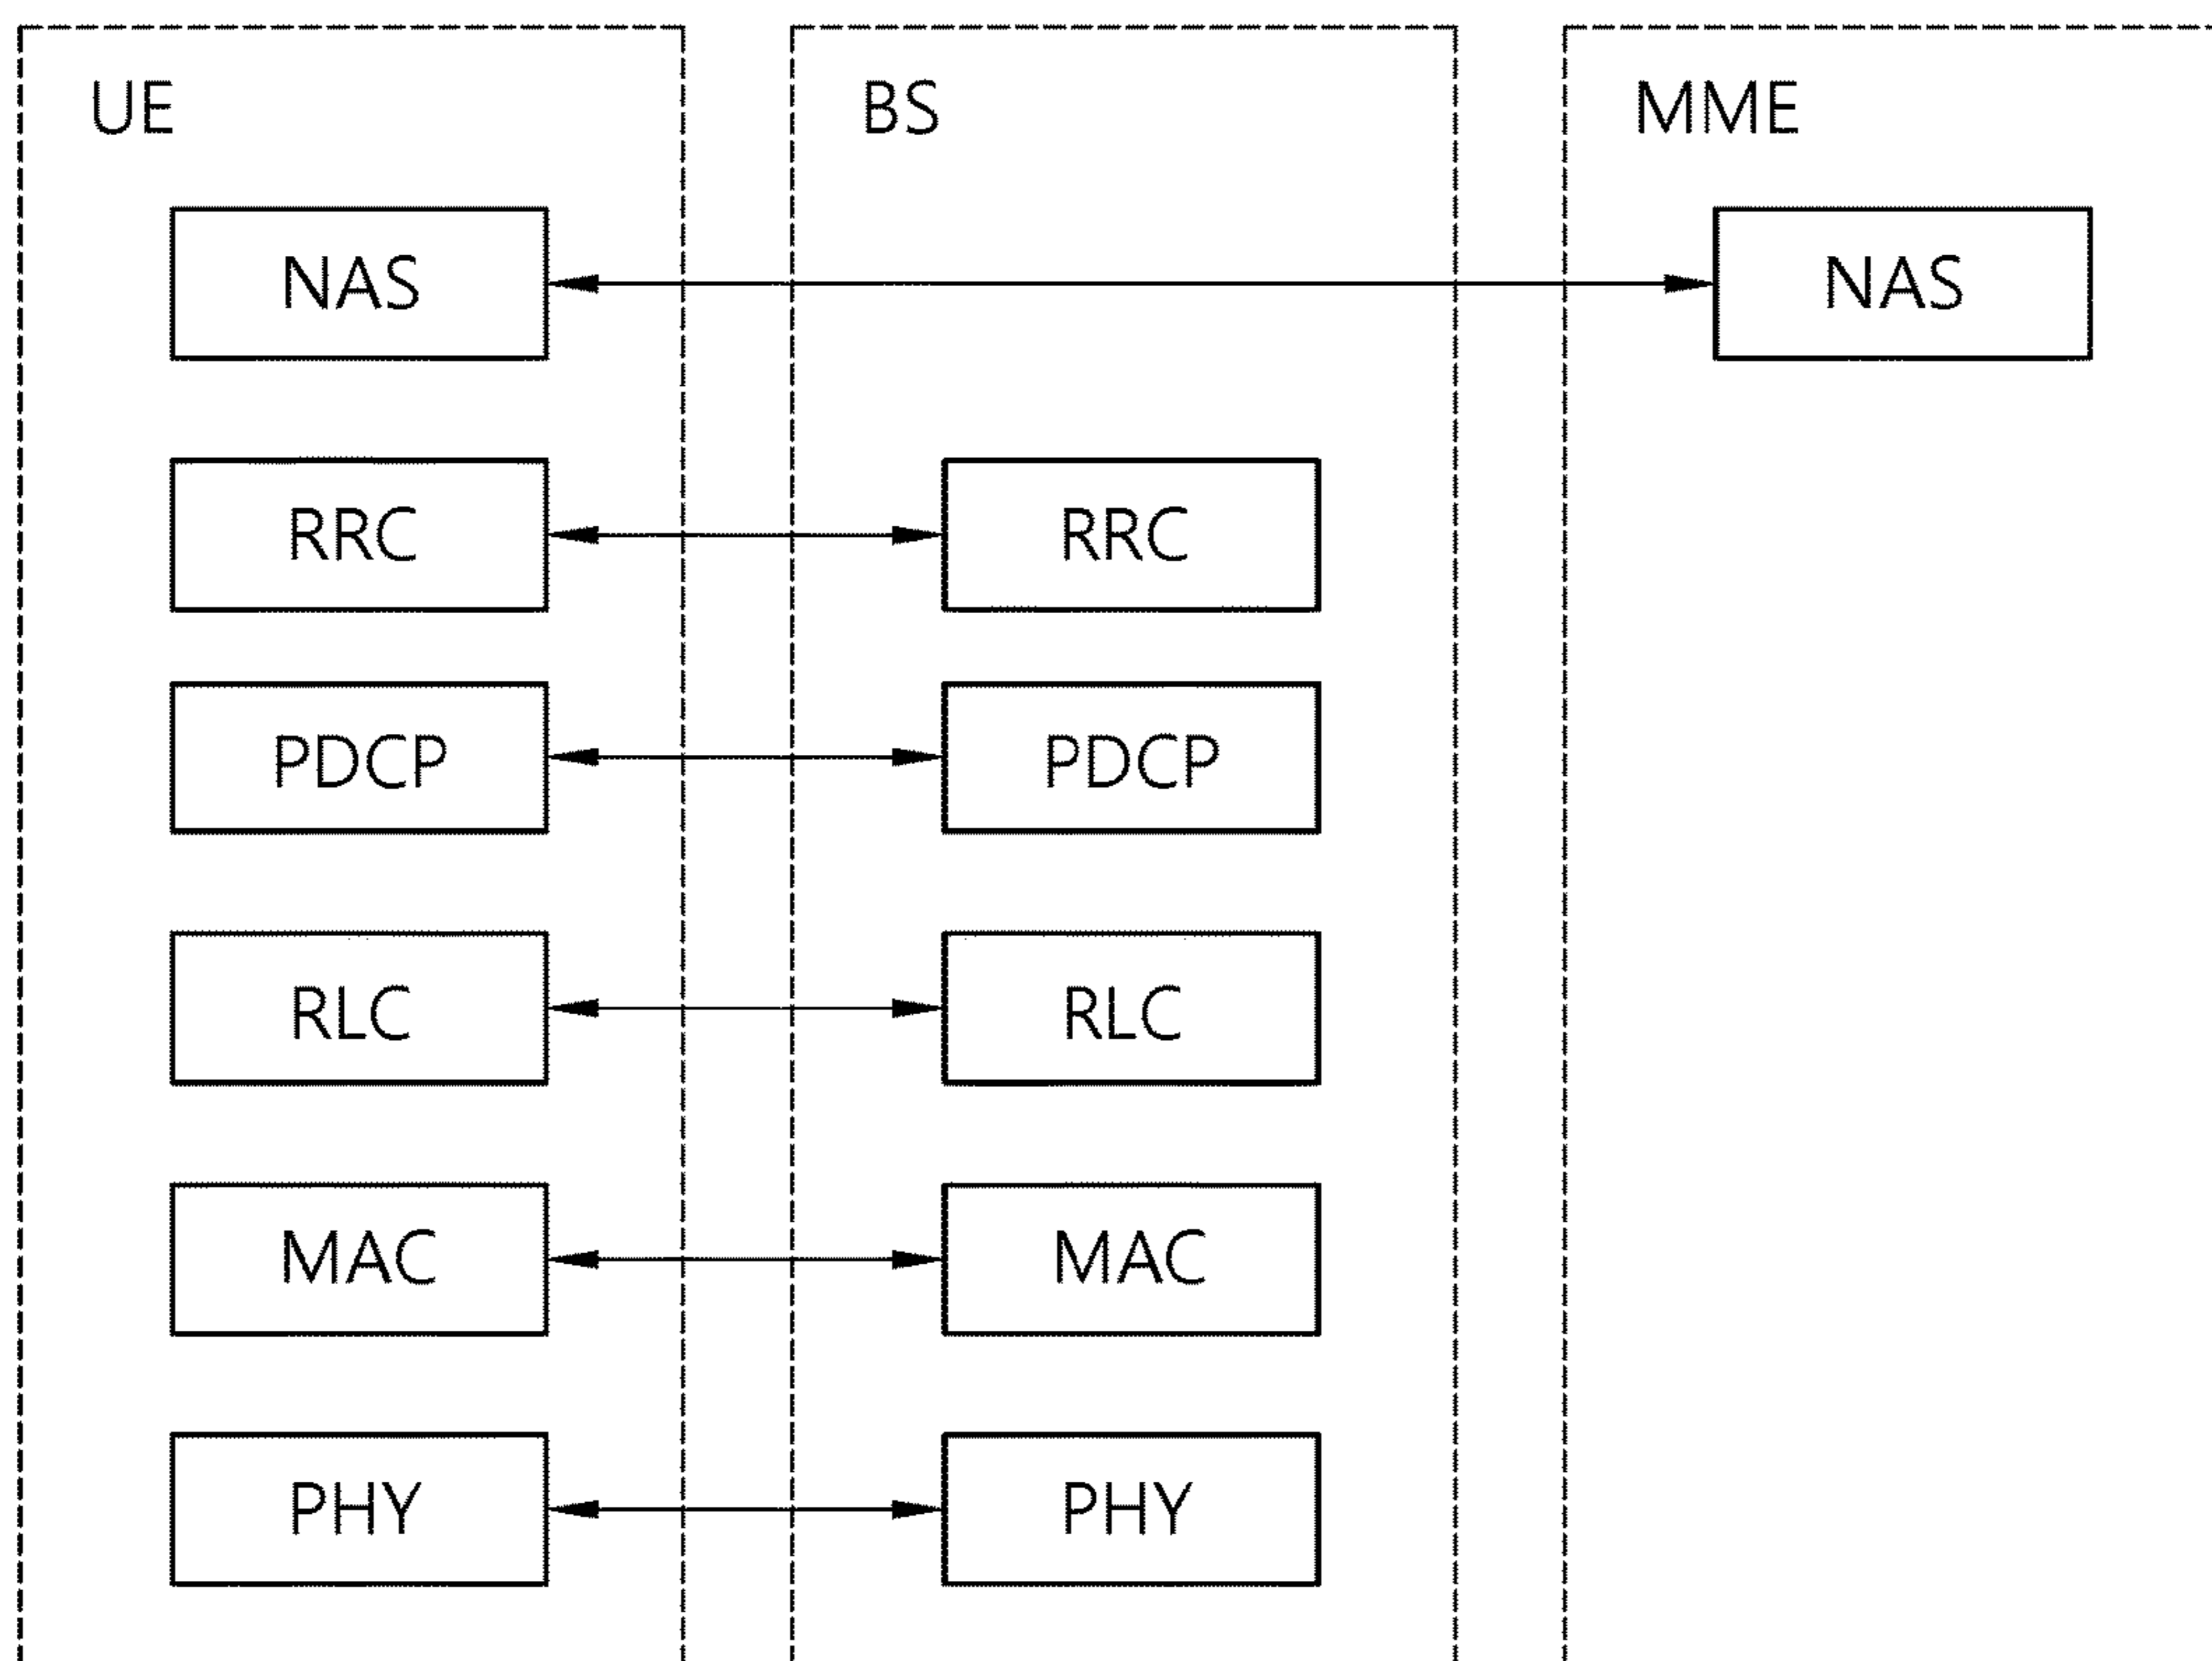 UE
BS
MME
NAS
NAS
RRC
RRC
PDCP
PDCP
RLC
RLC
MAC
MAC
PHY
PHY